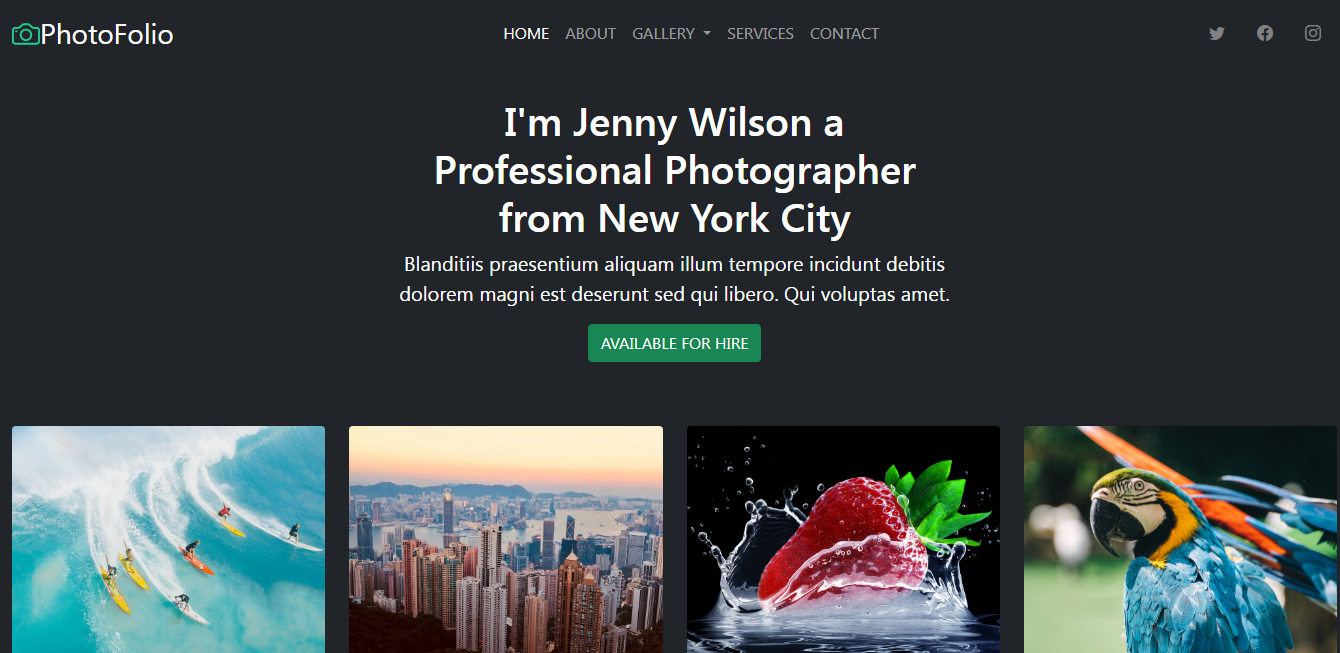 PhotoFolio
HOME ABOUT GALLERY SERVICES CONTACT
I'm Jenny Wilson a
Professional Photographer
from New York City
Blanditiis praesentium aliquam illum tempore incidunt debitis
dolorem magni est deserunt sed qui libero. Qui voluptas amet.
AVAILABLE FOR HIRE